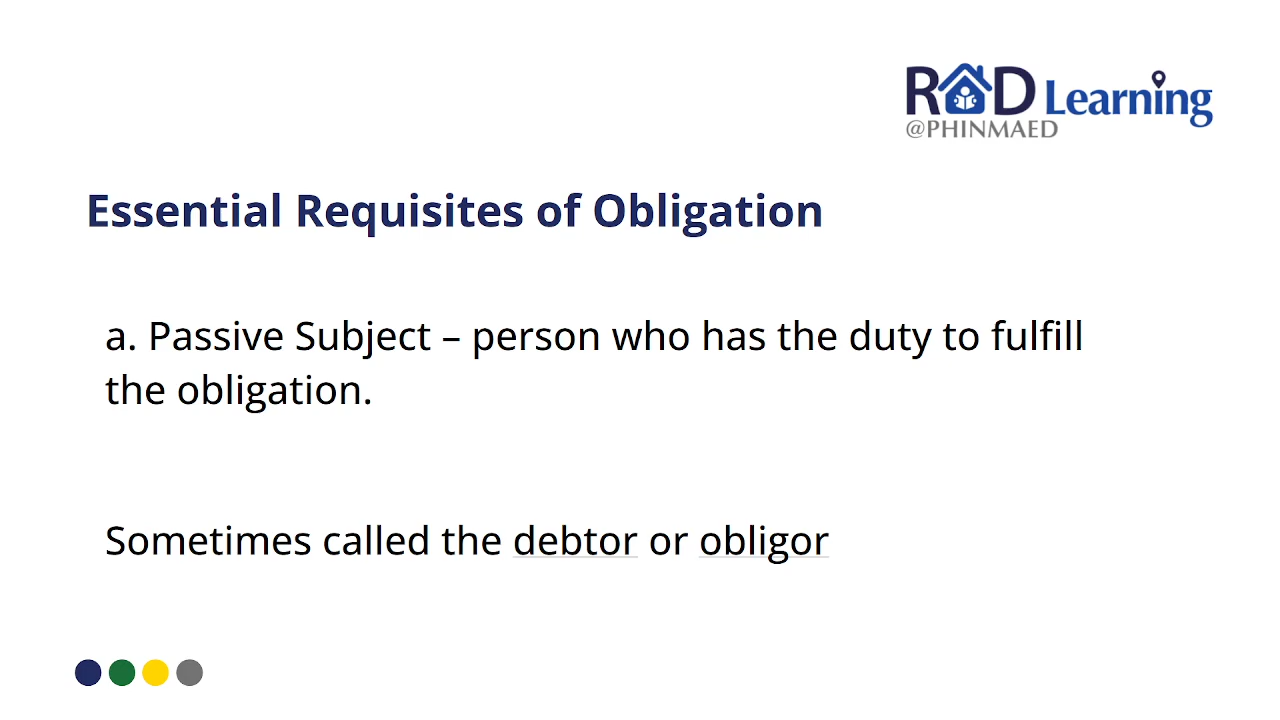 RAD Learning
@PHINMAED
Essential Requisites of Obligation
a. Passive Subject – person who has the duty to fulfill
the obligation.
Sometimes called the debtor or obligor